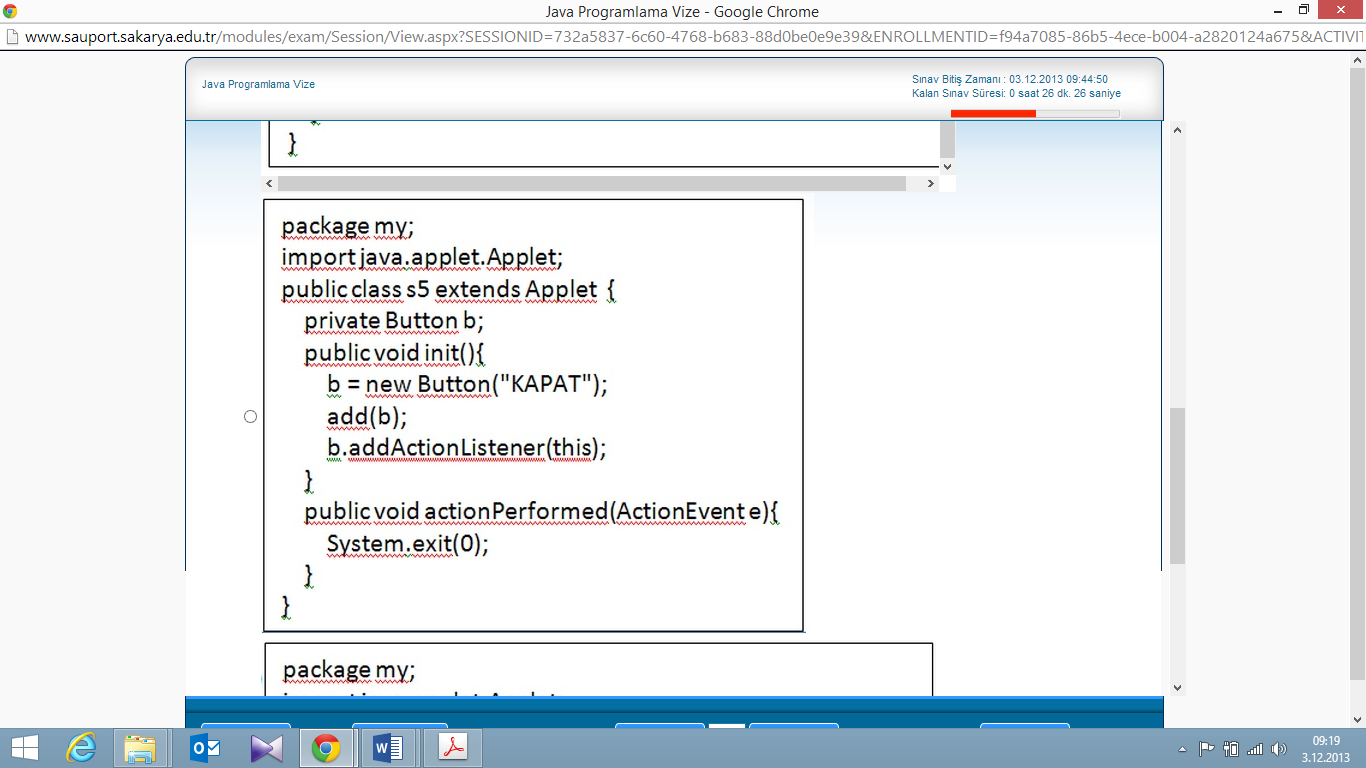 Java Programlama Vize - Google Chrome
www.sauport.sakarya.edu.tr/modules/exam/Session/View.aspx?SESSIONID=732a5837-6c60-4768-b683-88d0be0e9e39&ENROLLMENTID=f94a7085-86b5-4ece-b004-a2820124a675&ACTIVIT
Java Programlama Vize
Sınav Bitiş Zamanı : 03.12.2013 09:44:50
Kalan Sınav Süresi: 0 saat 26 dk. 26 saniye
}
package my;
import java.applet.Applet;
public class s5 extends Applet {
private Button b;
public void init(){
b = new Button("KAPAT");
add(b);
b.addActionListener(this);
}
public void actionPerformed(ActionEvent e){
System.exit(0);
}
}
package my;
09:19
3.12.2013